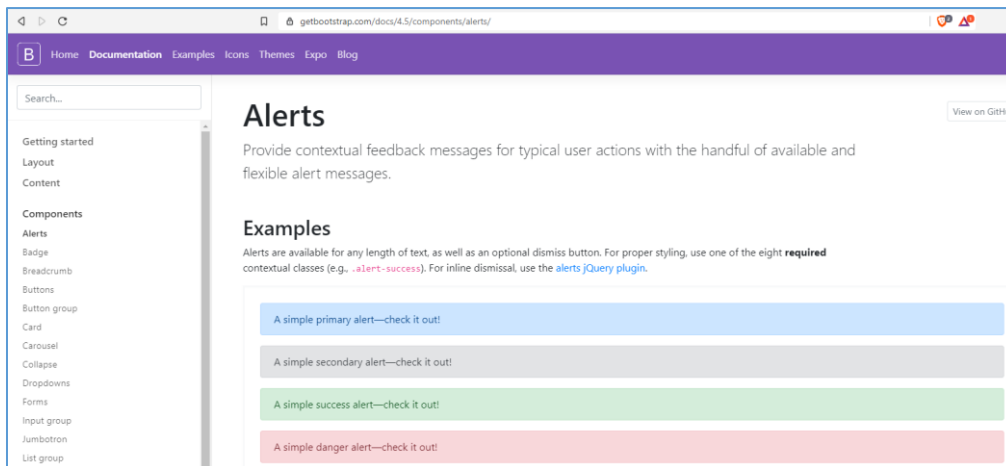 getbootstrap.com/docs/4.5/components/alerts/
B Home Documentation Examples Icons Themes Expo Blog
Search...
Getting started
Layout
Content
Components
Alerts
Badge
Breadcrumb
Buttons
Button group
Card
Carousel
Collapse
Dropdowns
Forms
Input group
Jumbotron
List group
Alerts
View on GitH
Provide contextual feedback messages for typical user actions with the handful of available and
flexible alert messages.
Examples
Alerts are available for any length of text, as well as an optional dismiss button. For proper styling, use one of the eight required
contextual classes (e.g., .alert-success). For inline dismissal, use the alerts jQuery plugin.
A simple primary alert—check it out!
A simple secondary alert—check it out!
A simple success alert—check it out!
A simple danger alert—check it out!